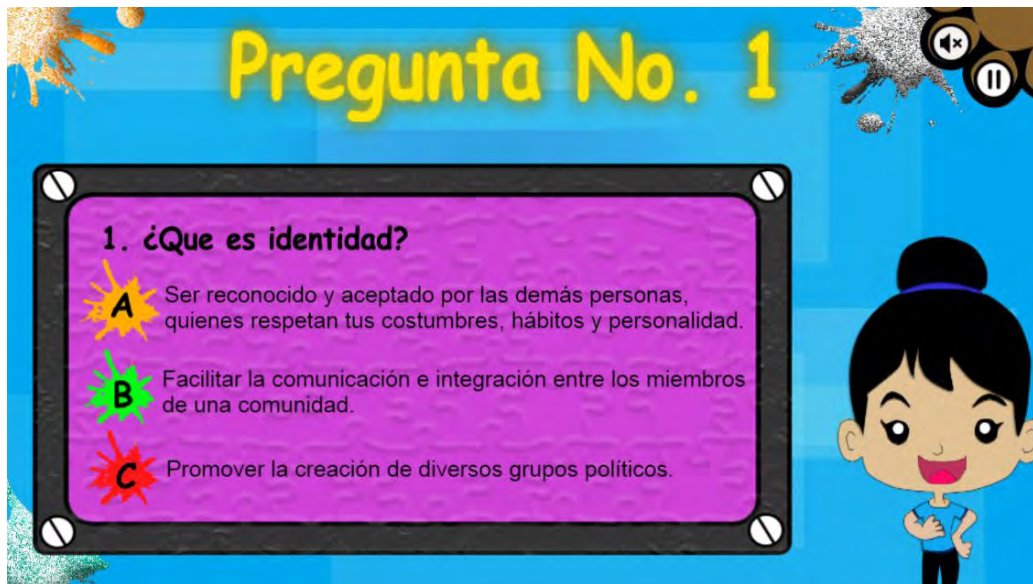 Pregunta No. 1
1. ¿Que es identidad?
A
Ser reconocido y aceptado por las demás personas,
quienes respetan tus costumbres, hábitos y personalidad.
B
Facilitar la comunicación e integración entre los miembros
de una comunidad.
C
Promover la creación de diversos grupos políticos.